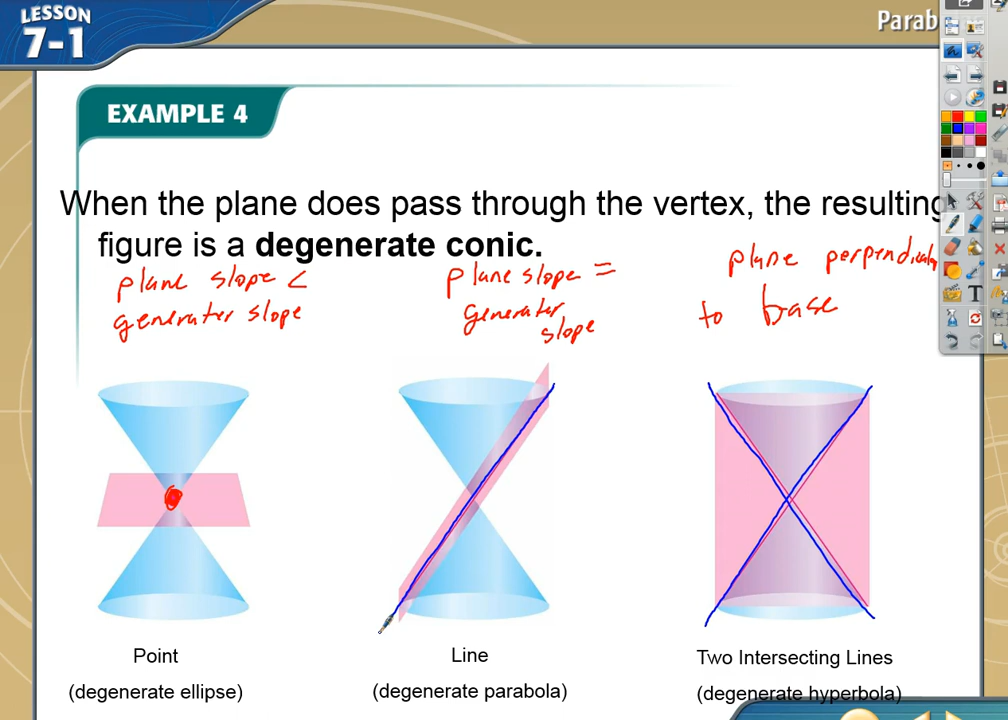 LESSON
7-1
Parab
EXAMPLE 4
When the plane does pass through the vertex, the resulting
figure is a degenerate conic.
plane slope <
generater slope
plane slope =
generater
slope
plane perpendicular
to base
Point
(degenerate ellipse)
Line
(degenerate parabola)
Two Intersecting Lines
(degenerate hyperbola)